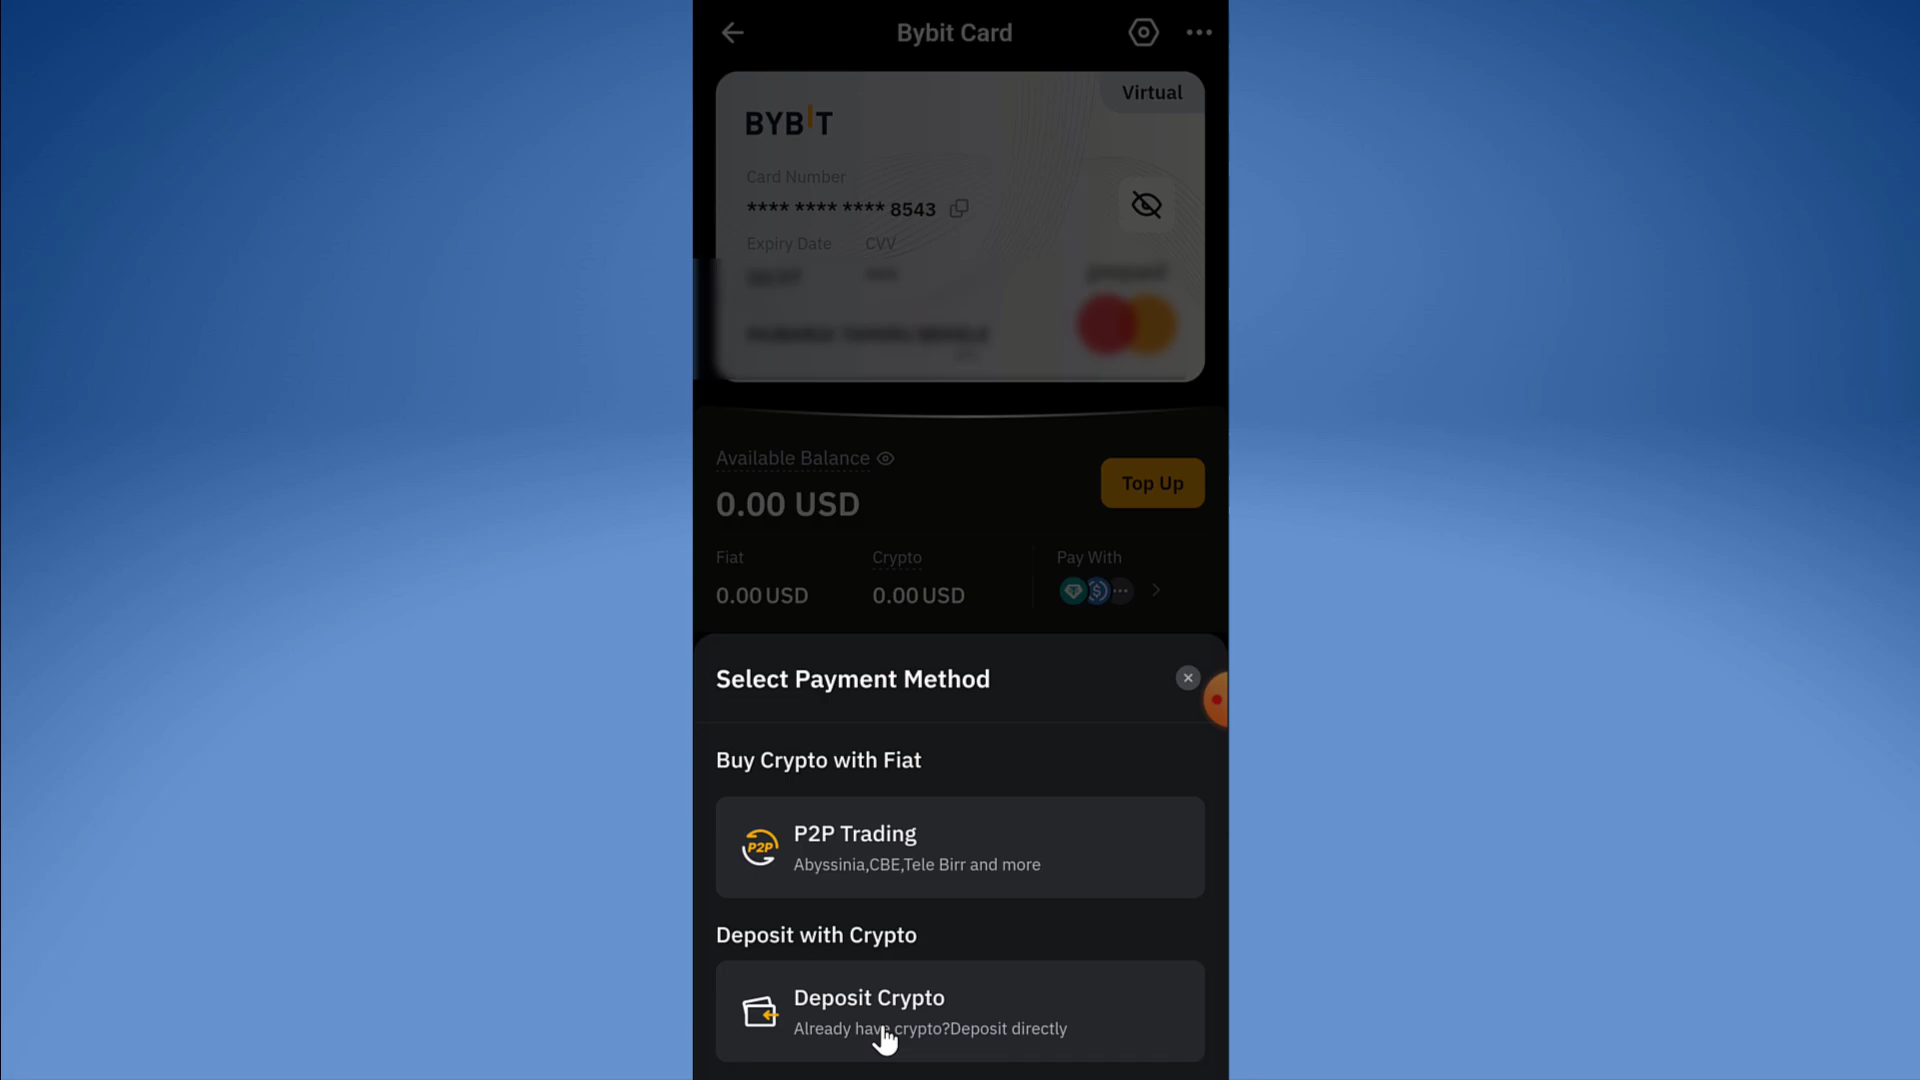 Bybit Card
Virtual
BYBIT
Card Number
**** **** **** 8543
Expiry Date CVV
prepaid
Available Balance
0.00 USD
Top Up
Fiat Crypto Pay With
0.00 USD 0.00 USD
Select Payment Method
Buy Crypto with Fiat
P2P
P2P Trading
Abyssinia,CBE,Tele Birr and more
Deposit with Crypto
Deposit Crypto
Already have crypto?Deposit directly